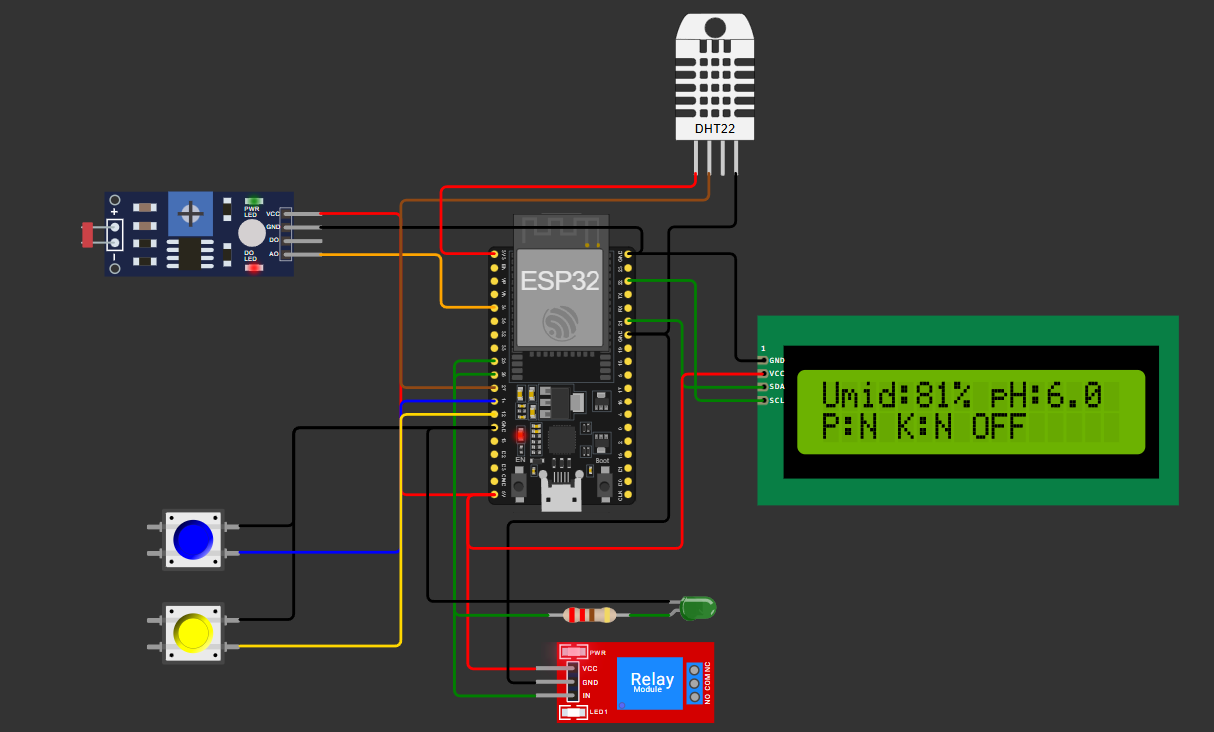 DHT22
+
PWR
LED
VCC
GND
DO
AO
DO
LED
-
ESP32
1
GND
VCC
SDA
SCL
Umid:81% pH:6.0
P:N K:N OFF
EN
Boot
PWR
VCC
GND
IN
LED1
Relay
Module
NO COM NC